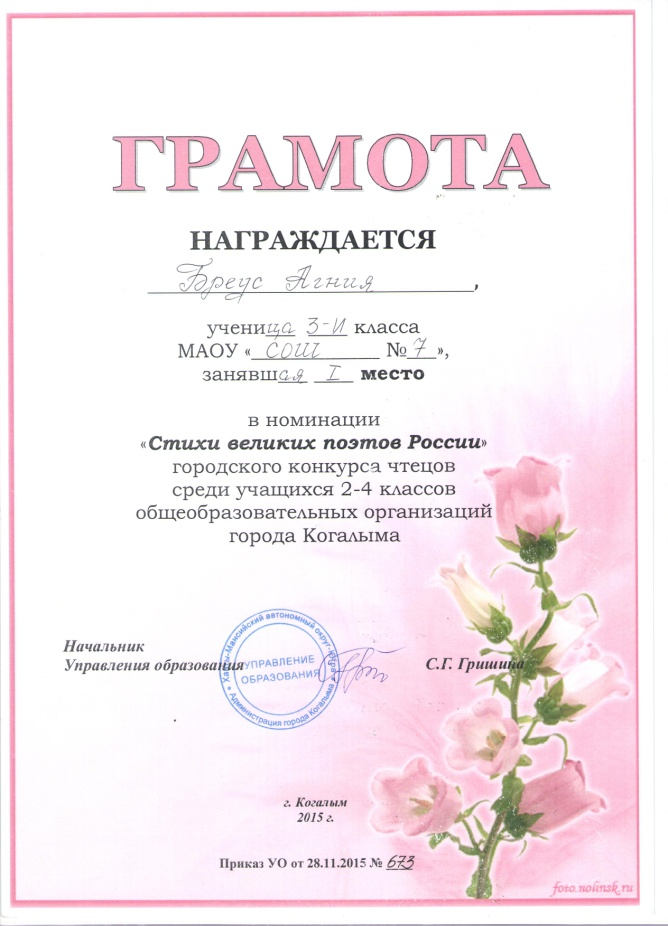 ГРАМОТА
НАГРАЖДАЕТСЯ
Бреус Агния,
ученица 3-И класса
МАОУ «СОШ №7»,
занявшая I место
в номинации
«Стихи великих поэтов России»
городского конкурса чтецов
среди учащихся 2-4 классов
общеобразовательных организаций
города Когалыма
Начальник
Управления образования
С.Г. Гришина
Ханты-Мансийский автономный округ-Югра
УПРАВЛЕНИЕ
ОБРАЗОВАНИЯ
Администрация города Когалыма
г. Когалым
2015 г.
Приказ УО от 28.11.2015 № 673
foto.nolinsk.ru